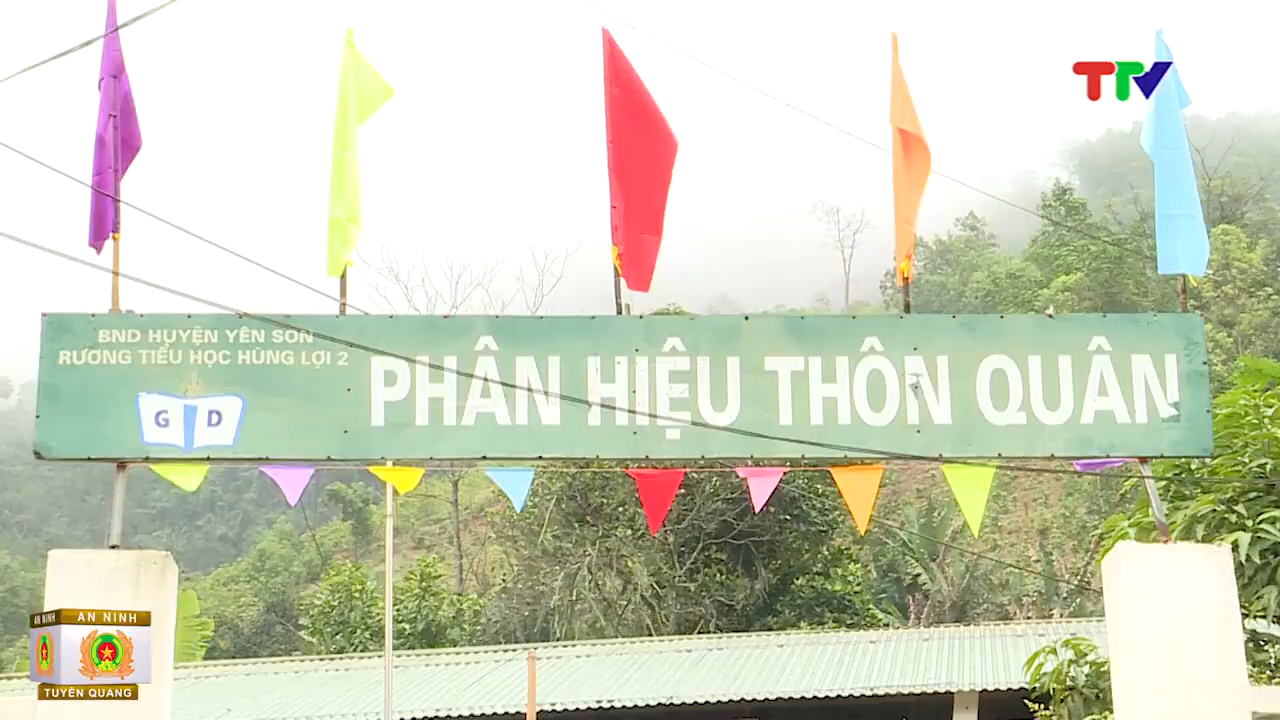 TTV
BND HUYỆN YÊN SƠN
RƯƠNG TIỂU HỌC HÙNG LỢI 2
PHÂN HIỆU THÔN QUÂN
G D
AN NINH AN NINH
TUYÊN QUANG